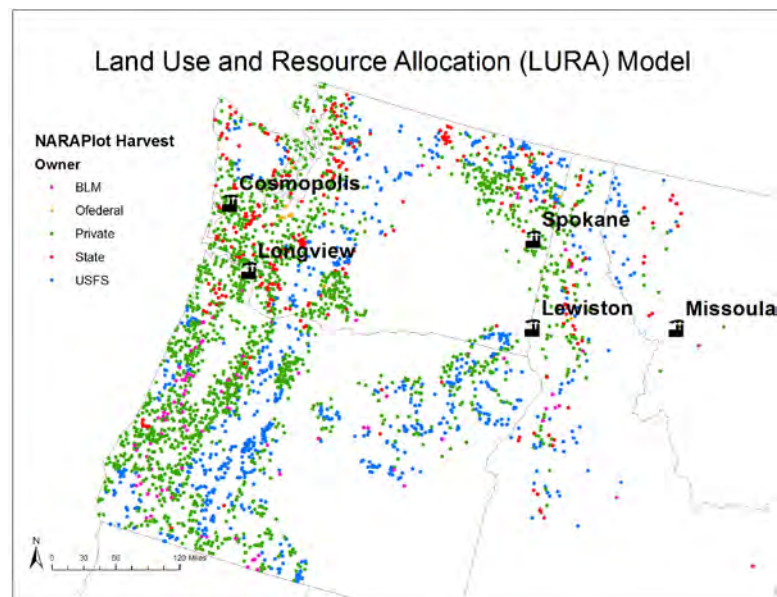 Land Use and Resource Allocation (LURA) Model
NARAPlot Harvest
Owner
BLM
Ofederal
Private
State
USFS
Cosmopolis
Longview
Spokane
Lewiston
Missoula
N
0 30 60 120 Miles